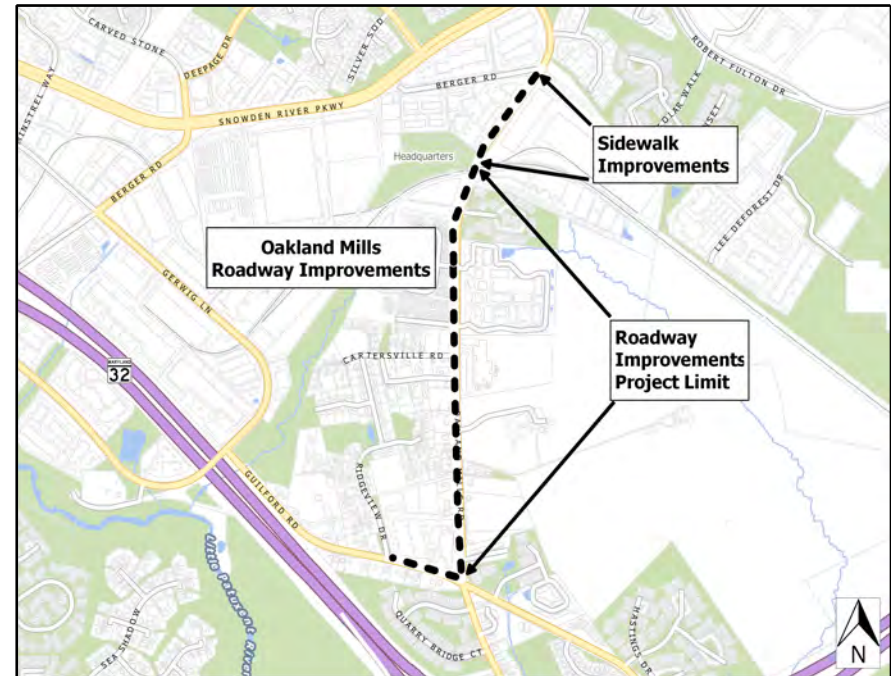 CARVED STONE
DEEPAGE DR
SILVER SOD
ROBERT FULTON DR
BERGER RD
SNOWDEN RIVER PKWY
Sidewalk
Improvements
Headquarters
BERGER RD
LEE DEFOREST DR
Oakland Mills
Roadway Improvements
GERWIG LN
Roadway
Improvements
Project Limit
CARTERSVILLE RD
MARYLAND
32
RIDGEVIEW DR
GUILFORD RD
Little Patuxent River
QUARRY BRIDGE CT
HASTINGS DR
SEA SHADOW
N